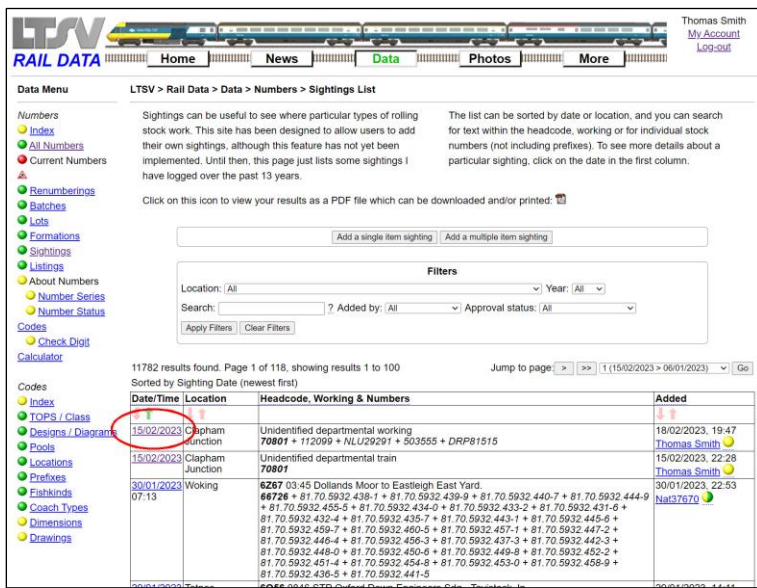 LTSV
RAIL DATA
Home
News
Data
Photos
More
Thomas Smith
My Account
Log-out
Data Menu
Numbers
Index
All Numbers
Current Numbers
Renumberings
Batches
Lots
Formations
Sightings
Listings
About Numbers
Number Series
Number Status
Codes
Check Digit
Calculator
Codes
Index
TOPS / Class
Designs / Diagrams
Pools
Locations
Prefixes
Fishkinds
Coach Types
Dimensions
Drawings
LTSV > Rail Data > Data > Numbers > Sightings List
Sightings can be useful to see where particular types of rolling
stock work. This site has been designed to allow users to add
their own sightings, although this feature has not yet been
implemented. Until then, this page just lists some sightings I
have logged over the past 13 years.
The list can be sorted by date or location, and you can search
for text within the headcode, working or for individual stock
numbers (not including prefixes). To see more details about a
particular sighting, click on the date in the first column.
Click on this icon to view your results as a PDF file which can be downloaded and/or printed:
Add a single item sighting Add a multiple item sighting
Filters
Location: All Year: All
Search: ? Added by: All Approval status: All
Apply Filters Clear Filters
11782 results found. Page 1 of 118, showing results 1 to 100
Jump to page: > >> 1 (15/02/2023 > 06/01/2023) Go
Sorted by Sighting Date (newest first)
Date/Time Location Headcode, Working & Numbers Added
15/02/2023 Clapham Junction
Unidentified departmental working
70801 + 112099 + NLU29291 + 503555 + DRP81515
18/02/2023, 19:47
Thomas Smith
15/02/2023 Clapham Junction
Unidentified departmental train
70801
15/02/2023, 22:28
Thomas Smith
30/01/2023 Woking
07:13
6Z67 03:45 Dollands Moor to Eastleigh East Yard.
66726 + 81.70.5932.438-1 + 81.70.5932.439-9 + 81.70.5932.440-7 + 81.70.5932.444-9
+ 81.70.5932.455-5 + 81.70.5932.434-0 + 81.70.5932.433-2 + 81.70.5932.431-6 +
81.70.5932.432-4 + 81.70.5932.435-7 + 81.70.5932.443-1 + 81.70.5932.445-6 +
81.70.5932.459-7 + 81.70.5932.460-5 + 81.70.5932.457-1 + 81.70.5932.447-2 +
81.70.5932.446-4 + 81.70.5932.456-3 + 81.70.5932.437-3 + 81.70.5932.442-3 +
81.70.5932.448-0 + 81.70.5932.450-6 + 81.70.5932.449-8 + 81.70.5932.452-2 +
81.70.5932.451-4 + 81.70.5932.454-8 + 81.70.5932.453-0 + 81.70.5932.458-9 +
81.70.5932.436-5 + 81.70.5932.441-5
30/01/2023, 22:53
Nat37670